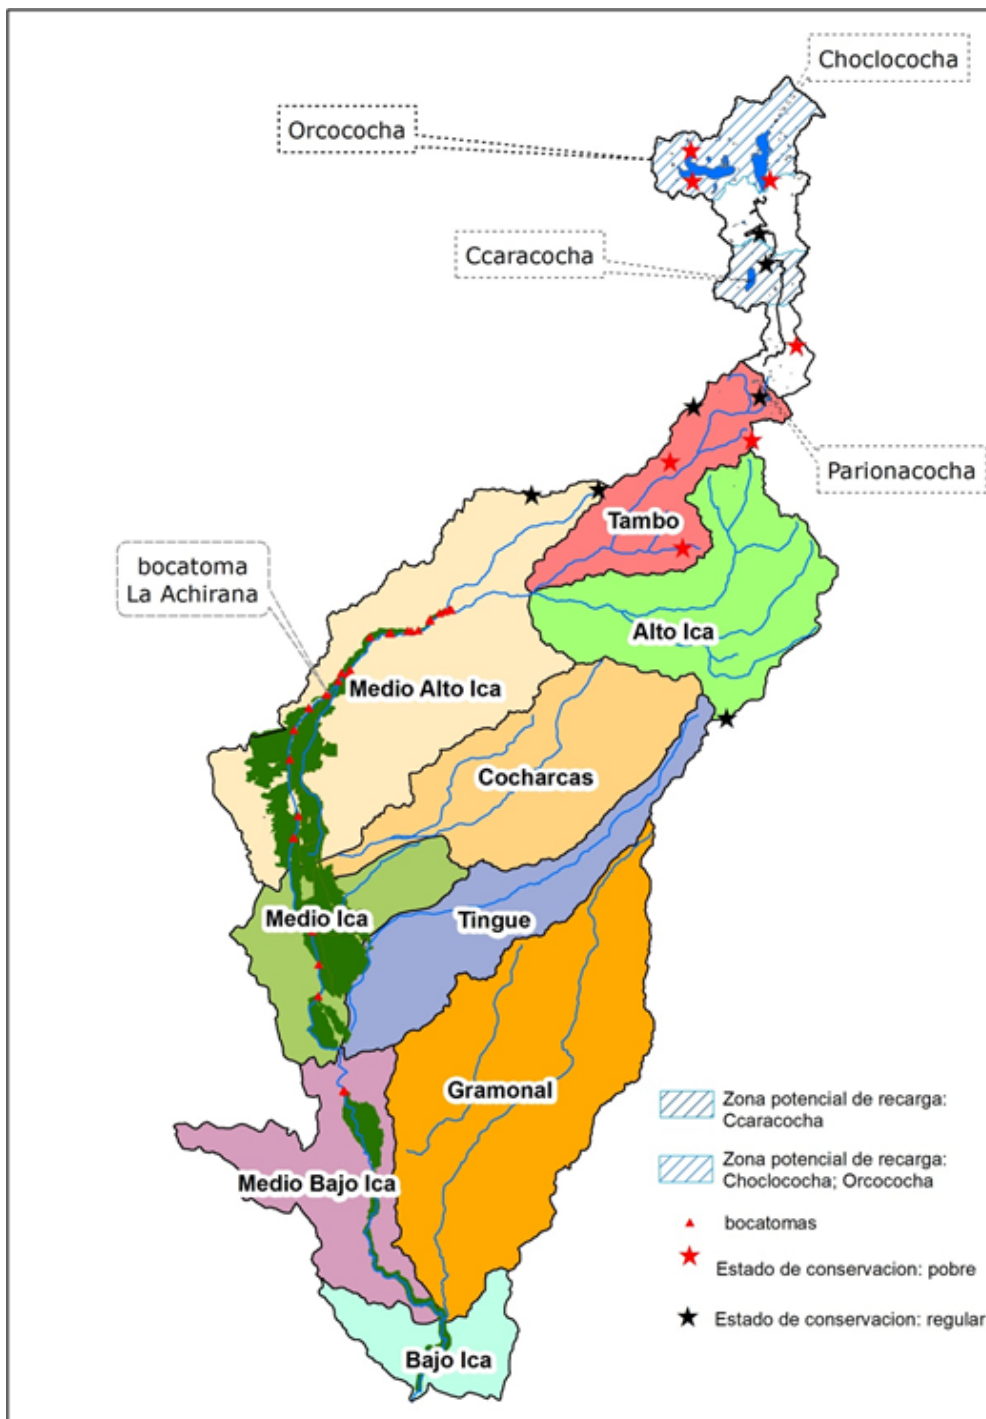 Choclococha
Orcococha
Ccaracocha
Parionacocha
Tambo
bocatoma
La Achirana
Alto Ica
Medio Alto Ica
Cocharcas
Medio Ica
Tingue
Gramonal
Zona potencial de recarga:
Ccaracocha
Zona potencial de recarga:
Choclococha; Orcococha
Medio Bajo Ica
bocatomas
Estado de conservacion: pobre
Estado de conservacion: regular
Bajo Ica